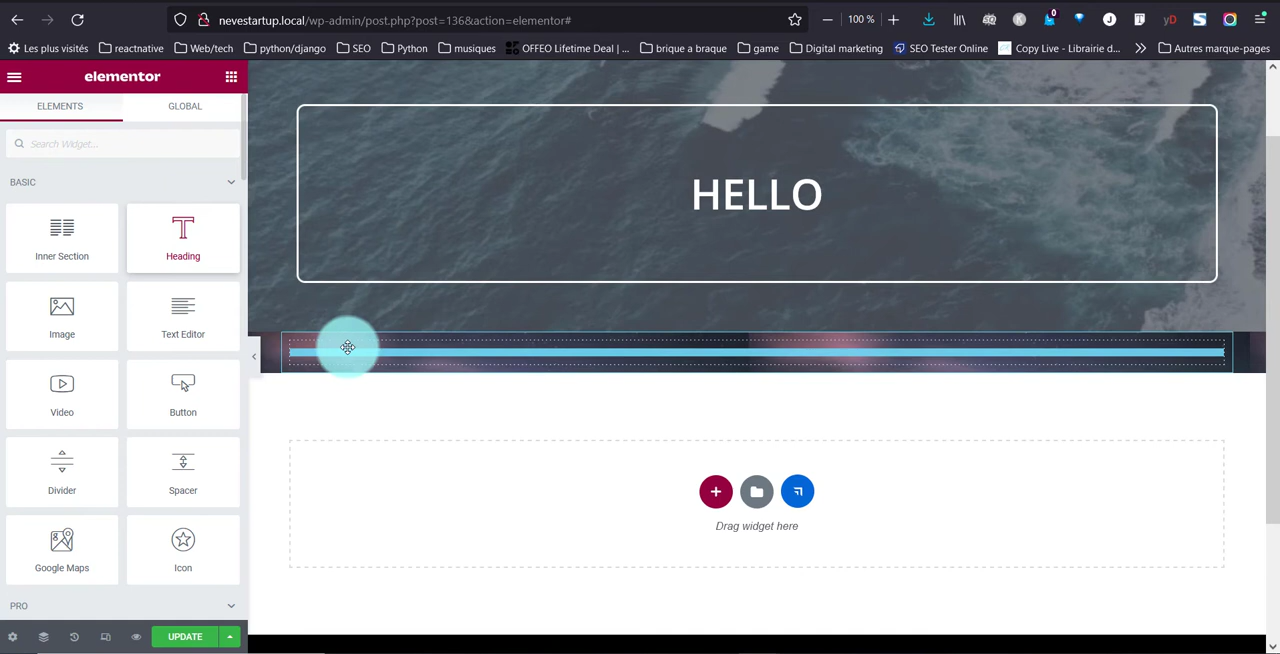 nevestartup.local/wp-admin/post.php?post=136&action=elementor#
100 %
0
J
T
yD
S
K
Les plus visités
reactnative
Web/tech
python/django
SEO
Python
musiques
OFFEO Lifetime Deal | ...
brique a braque
game
Digital marketing
SEO Tester Online
Copy Live - Librairie d...
Autres marque-pages
elementor
ELEMENTS
GLOBAL
Search Widget...
BASIC
Inner Section
Heading
Image
Text Editor
Video
Button
Divider
Spacer
Google Maps
Icon
PRO
UPDATE
HELLO
Drag widget here